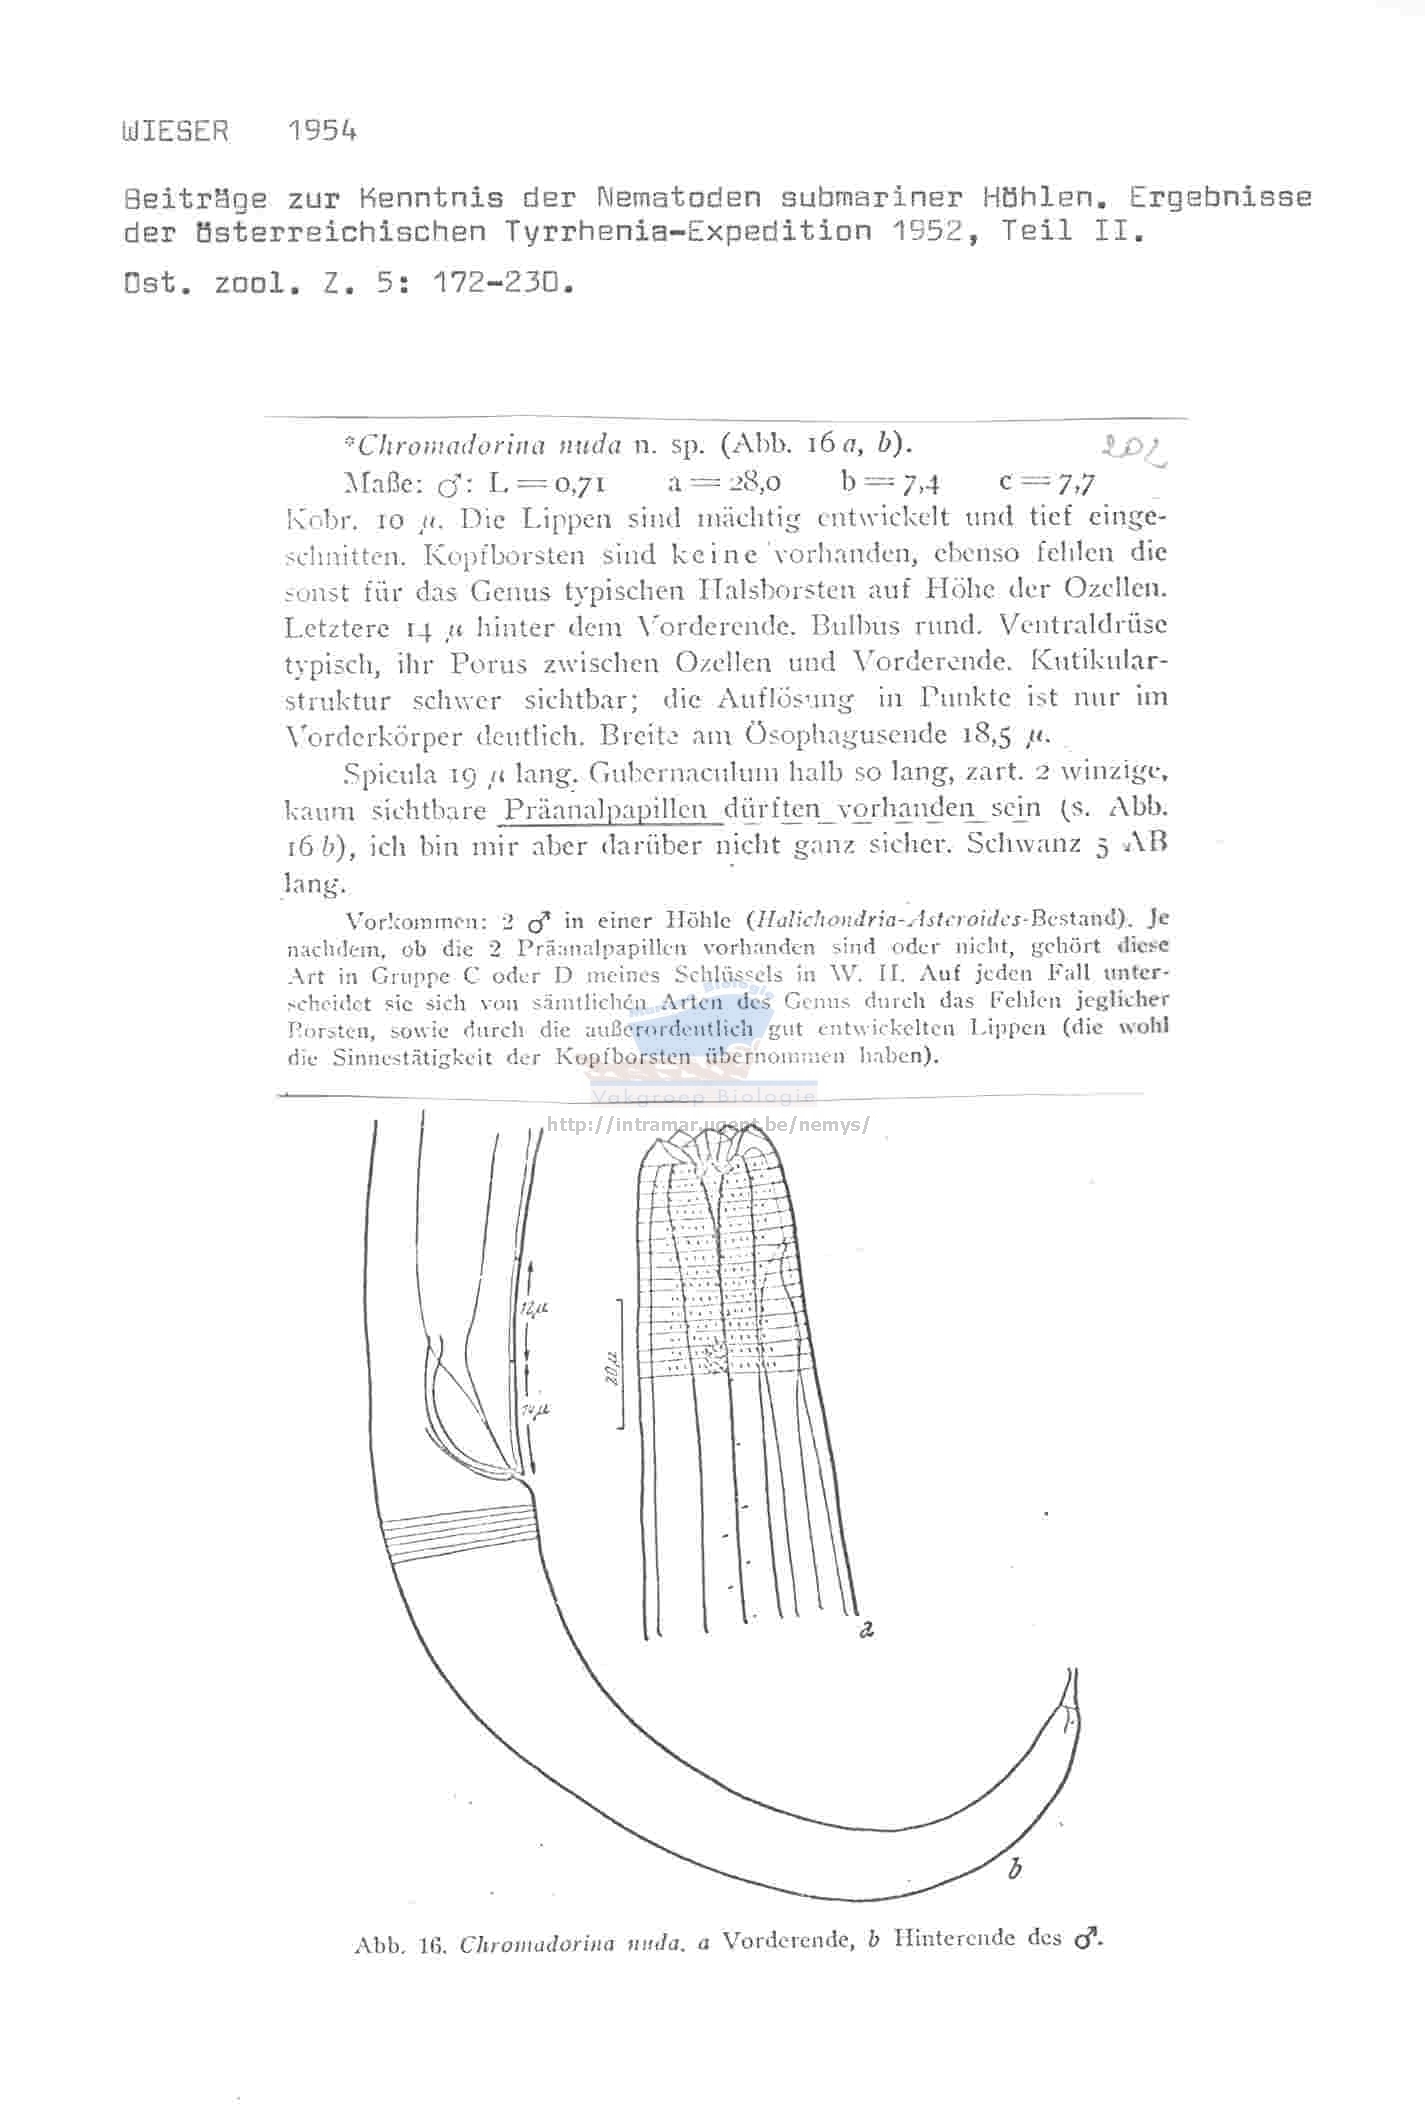 WIESER 1954
Beiträge zur Kenntnis der Nematoden submariner Höhlen. Ergebnisse
der österreichischen Tyrrhenia-Expedition 1952, Teil II.
Öst. zool. Z. 5: 172-230.
*Chromadorina nuda n. sp. (Abb. 16 a, b).
202
Maße: ♂: L = 0,71 a = 28,0 b = 7,4 c = 7,7
Kobr. 10 µ. Die Lippen sind mächtig entwickelt und tief einge-
schnitten. Kopfborsten sind keine vorhanden, ebenso fehlen die
sonst für das Genus typischen Halsborsten auf Höhe der Ozellen.
Letztere 14 µ hinter dem Vorderende. Bulbus rund. Ventraldrüse
typisch, ihr Porus zwischen Ozellen und Vorderende. Kutikular-
struktur schwer sichtbar; die Auflösung in Punkte ist nur im
Vorderkörper deutlich. Breite am Ösophagusende 18,5 µ.
Spicula 19 µ lang. Gubernaculum halb so lang, zart. 2 winzige,
kaum sichtbare Präanalpapillen dürften vorhanden sein (s. Abb.
16 b), ich bin mir aber darüber nicht ganz sicher. Schwanz 5 AB
lang.
Vorkommen: 2 ♂ in einer Höhle (Halichondria-Asteroides-Bestand). Je
nachdem, ob die 2 Präanalpapillen vorhanden sind oder nicht, gehört diese
Art in Gruppe C oder D meines Schlüssels in W. II. Auf jeden Fall unter-
scheidet sie sich von sämtlichen Arten des Genus durch das Fehlen jeglicher
Borsten, sowie durch die außerordentlich gut entwickelten Lippen (die wohl
die Sinnestätigkeit der Kopfborsten übernommen haben).
Biologie
Vakgroep Biologie
http://intramar.ugent.be/nemys/
12 µ
20 µ
14 µ
a
b
Abb. 16. Chromadorina nuda. a Vorderende, b Hinterende des ♂.